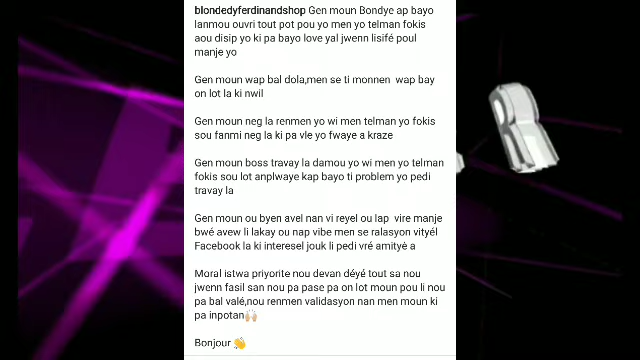 blondedyferdinandshop Gen moun Bondye ap bayo
lanmou ouvri tout pot pou yo men yo telman fokis
aou disip yo ki pa bayo love yal jwenn lisifé poul
manje yo
Gen moun wap bal dola,men se ti monnen wap bay
on lot la ki nwil
Gen moun neg la renmen yo wi men telman yo fokis
sou fanmi neg la ki pa vle yo fwaye a kraze
Gen moun boss travay la damou yo wi men yo telman
fokis sou lot anplwaye kap bayo ti problem yo pedi
travay la
Gen moun ou byen avel nan vi reyel ou lap vire manje
bwé avew li lakay ou nap vibe men se ralasyon vityél
Facebook la ki interesel jouk li pedi vré amityè a
Moral istwa priyorite nou devan déyé tout sa nou
jwenn fasil san nou pa pase pa on lot moun pou li nou
pa bal valé,nou renmen validasyon nan men moun ki
pa inpotan🙌🏻
Bonjour 👋